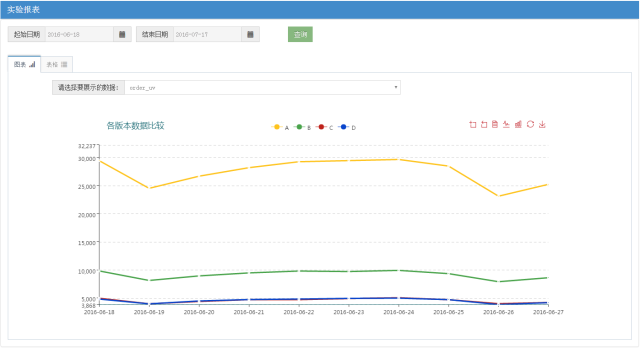 实验报表
起始日期 2016-06-18 结束日期 2016-07-17 查询
图表 表格
请选择要展示的数据： order_uv
各版本数据比较 A B C D
32,237
30,000
25,000
20,000
15,000
10,000
5,000
3,868
2016-06-18 2016-06-19 2016-06-20 2016-06-21 2016-06-22 2016-06-23 2016-06-24 2016-06-25 2016-06-26 2016-06-27